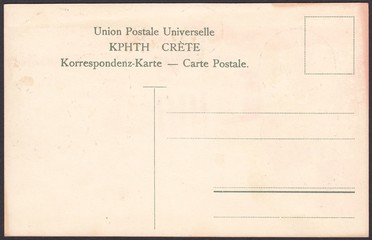 Union Postale Universelle
ΚΡΗΤΗ CRÈTE
Korrespondenz-Karte — Carte Postale.